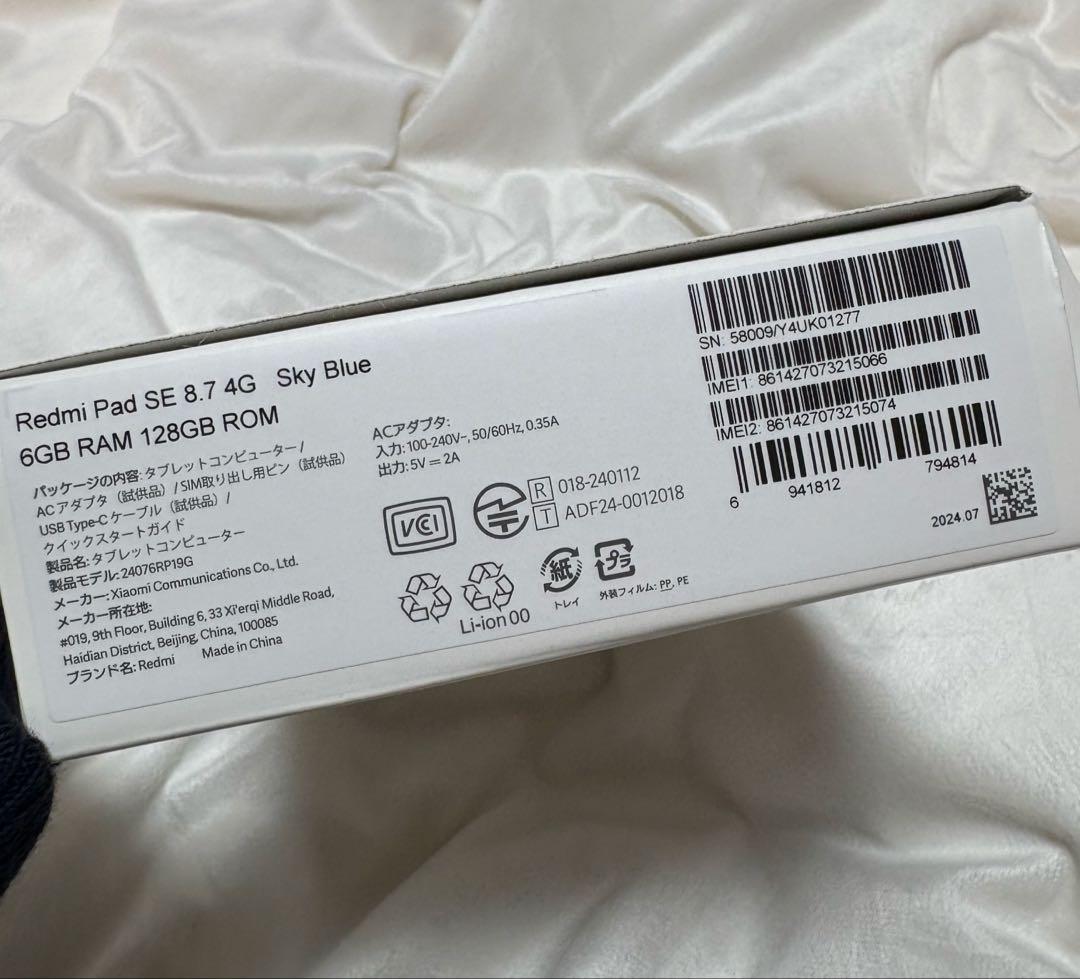 Redmi Pad SE 8.7 4G Sky Blue
6GB RAM 128GB ROM
パッケージの内容: タブレットコンピューター /
ACアダプタ（試供品）/ SIM取り出し用ピン（試供品）
USB Type-C ケーブル（試供品）/
クイックスタートガイド
製品名: タブレットコンピューター
製品モデル: 24076RP19G
メーカー: Xiaomi Communications Co., Ltd.
メーカー所在地:
#019, 9th Floor, Building 6, 33 Xi'erqi Middle Road,
Haidian District, Beijing, China, 100085
ブランド名: Redmi Made in China
ACアダプタ:
入力: 100-240V~, 50/60Hz, 0.35A
出力: 5V⎓2A
VCCI
R 018-240112
T ADF24-0012018
Li-ion 00
紙
トレイ
プラ
外装フィルム: PP, PE
SN: 58009/Y4UK01277
IMEI1: 861427073215066
IMEI2: 861427073215074
6 941812 794814
2024.07